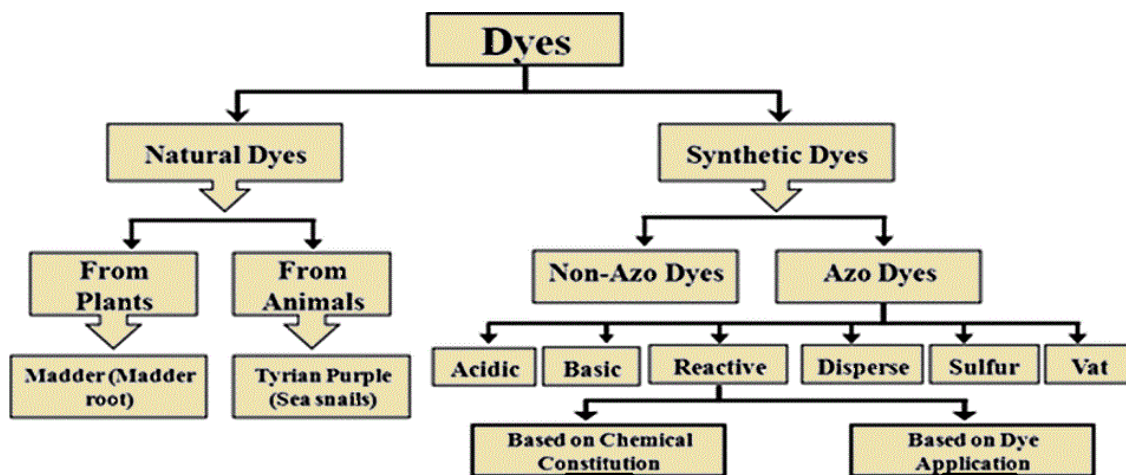 Dyes
Natural Dyes
Synthetic Dyes
From
Plants
From
Animals
Non-Azo Dyes
Azo Dyes
Madder (Madder
root)
Tyrian Purple
(Sea snails)
Acidic
Basic
Reactive
Disperse
Sulfur
Vat
Based on Chemical
Constitution
Based on Dye
Application